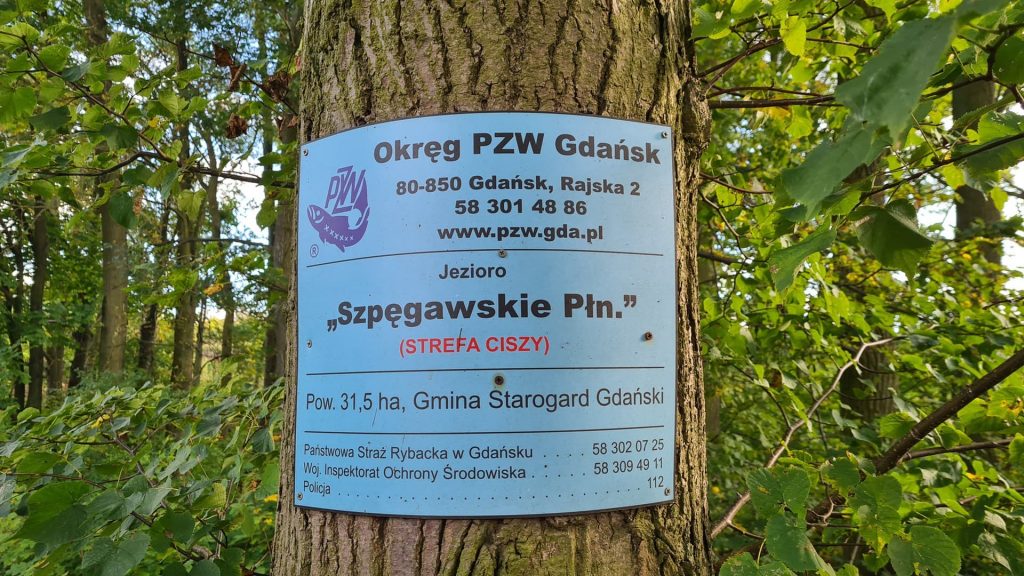 Okręg PZW Gdańsk
80-850 Gdańsk, Rajska 2
58 301 48 86
www.pzw.gda.pl
PZW
®
Jezioro
„Szpęgawskie Płn.”
(STREFA CISZY)
Pow. 31,5 ha, Gmina Starogard Gdański
Państwowa Straż Rybacka w Gdańsku . . . . . 58 302 07 25
Woj. Inspektorat Ochrony Środowiska . . . . . 58 309 49 11
Policja . . . . . . . . . . . . . . . . . . . . . . . . . . . 112